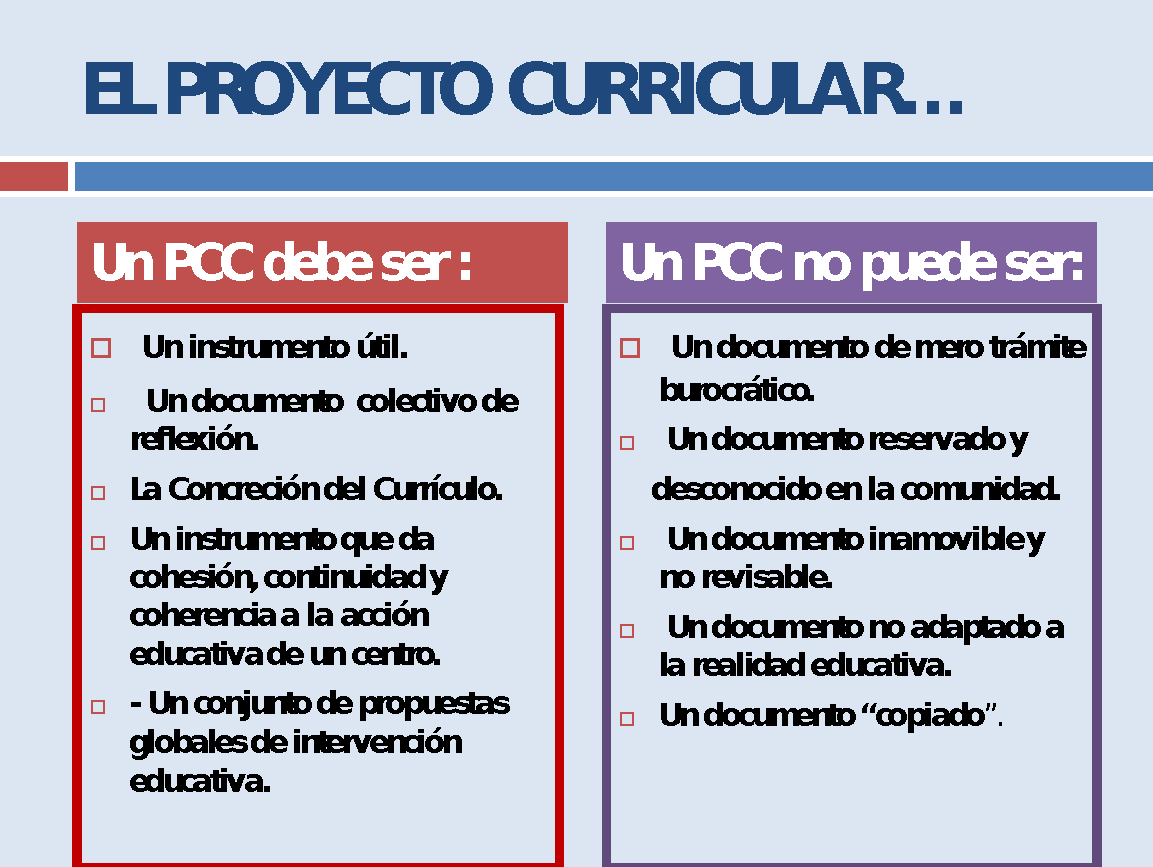 EL PROYECTO CURRICULAR…
Un PCC debe ser :
Un instrumento útil.
Un documento colectivo de
reflexión.
La Concreción del Currículo.
Un instrumento que da
cohesión, continuidad y
coherencia a la acción
educativa de un centro.
- Un conjunto de propuestas
globales de intervención
educativa.
Un PCC no puede ser:
Un documento de mero trámite
burocrático.
Un documento reservado y
desconocido en la comunidad.
Un documento inamovible y
no revisable.
Un documento no adaptado a
la realidad educativa.
Un documento “copiado”.